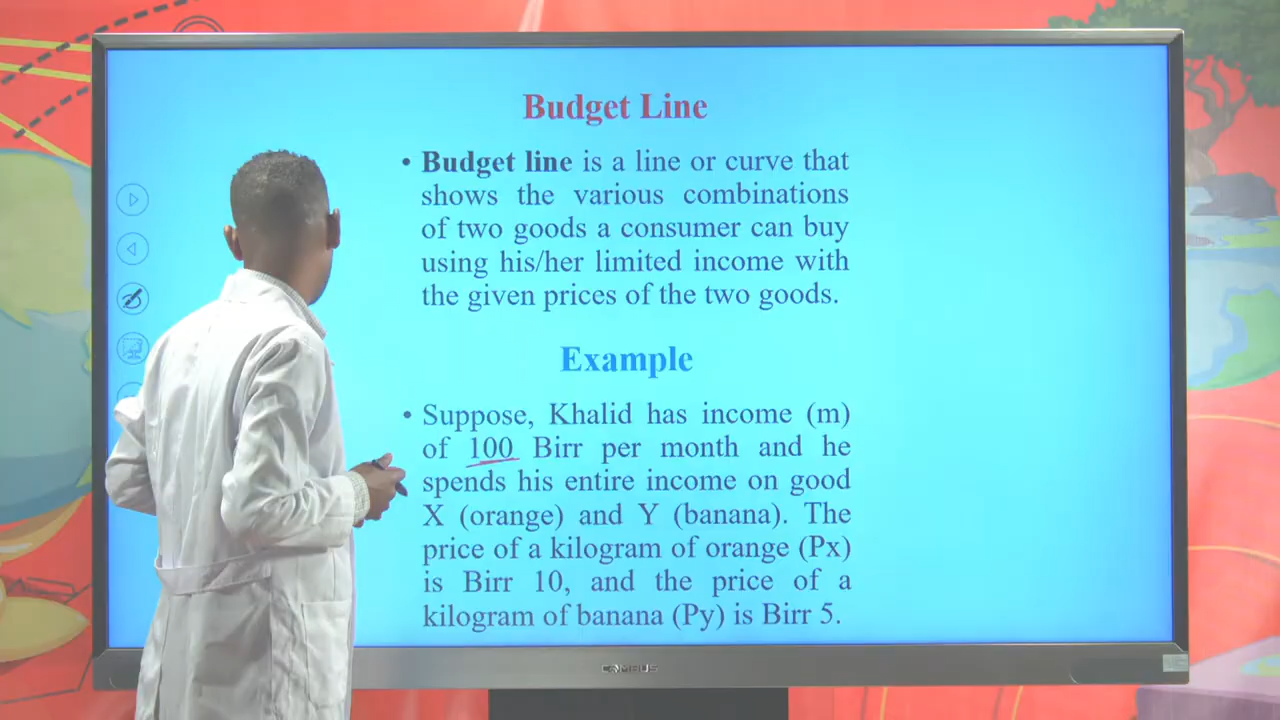 Budget Line
• Budget line is a line or curve that
shows the various combinations
of two goods a consumer can buy
using his/her limited income with
the given prices of the two goods.
Example
• Suppose, Khalid has income (m)
of 100 Birr per month and he
spends his entire income on good
X (orange) and Y (banana). The
price of a kilogram of orange (Px)
is Birr 10, and the price of a
kilogram of banana (Py) is Birr 5.
CAMBUS